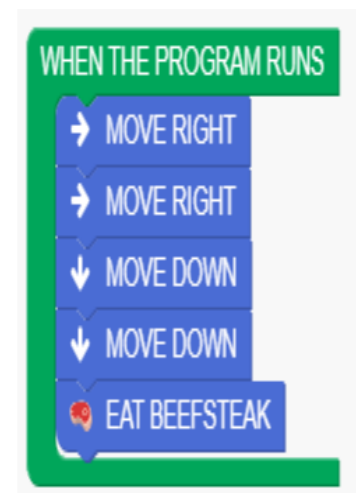 WHEN THE PROGRAM RUNS
MOVE RIGHT
MOVE RIGHT
MOVE DOWN
MOVE DOWN
EAT BEEFSTEAK